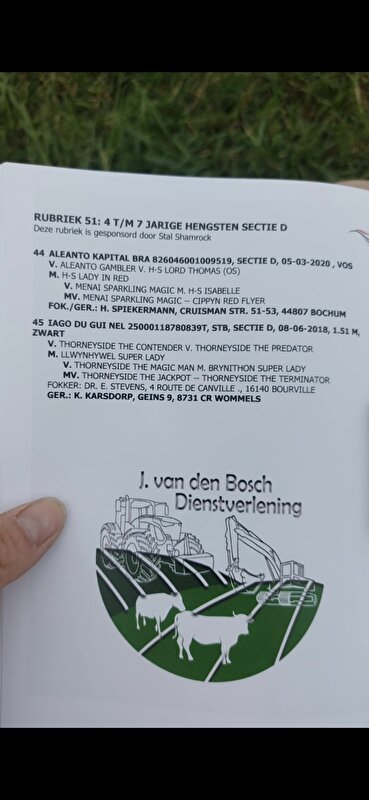 RUBRIEK 51: 4 T/M 7 JARIGE HENGSTEN SECTIE D
Deze rubriek is gesponsord door Stal Shamrock
44 ALEANTO KAPITAL BRA 826046001009519, SECTIE D, 05-03-2020 , VOS
V. ALEANTO GAMBLER V. H-S LORD THOMAS (OS)
M. H-S LADY IN RED
V. MENAI SPARKLING MAGIC M. H-S ISABELLE
MV. MENAI SPARKLING MAGIC -- CIPPYN RED FLYER
FOK./GER.: H. SPIEKERMANN, CRUISMAN STR. 51-53, 44807 BOCHUM
45 IAGO DU GUI NEL 25000118780839T, STB, SECTIE D, 08-06-2018, 1.51 M,
ZWART
V. THORNEYSIDE THE CONTENDER V. THORNEYSIDE THE PREDATOR
M. LLWYNHYWEL SUPER LADY
V. THORNEYSIDE THE MAGIC MAN M. BRYNITHON SUPER LADY
MV. THORNEYSIDE THE JACKPOT -- THORNEYSIDE THE TERMINATOR
FOKKER: DR. E. STEVENS, 4 ROUTE DE CANVILLE ., 16140 BOURVILLE
GER.: K. KARSDORP, GEINS 9, 8731 CR WOMMELS
J. van den Bosch
Dienstverlening